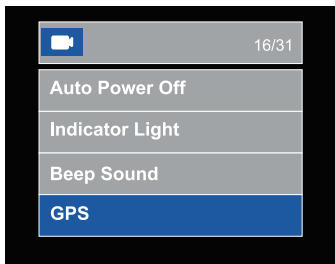 16/31
Auto Power Off
Indicator Light
Beep Sound
GPS